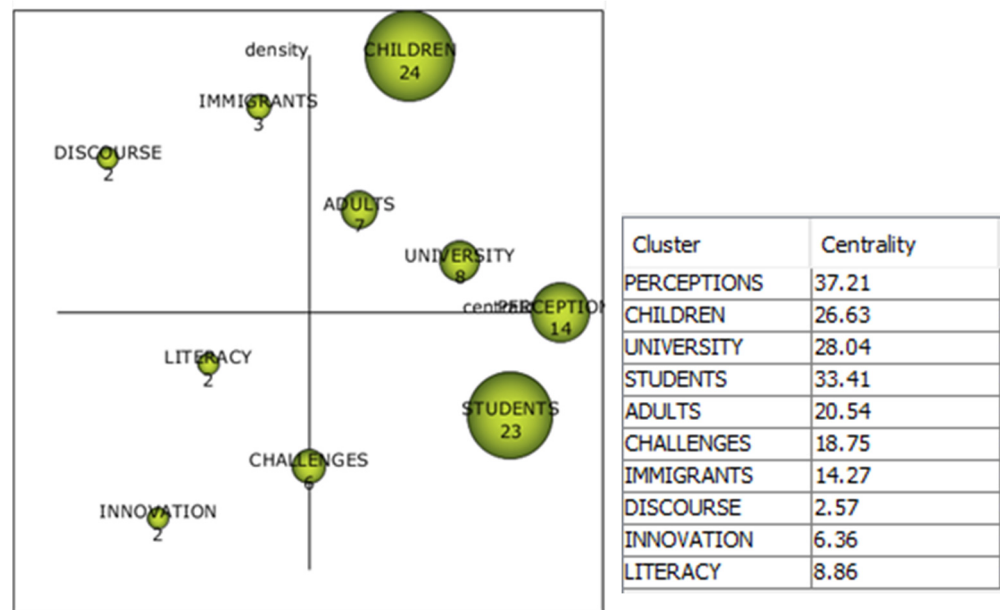 density
CHILDREN
24
IMMIGRANTS
3
DISCOURSE
2
ADULTS
7
UNIVERSITY
8
PERCEPTION
14
LITERACY
2
STUDENTS
23
CHALLENGES
6
INNOVATION
2
Cluster Centrality
PERCEPTIONS 37.21
CHILDREN 26.63
UNIVERSITY 28.04
STUDENTS 33.41
ADULTS 20.54
CHALLENGES 18.75
IMMIGRANTS 14.27
DISCOURSE 2.57
INNOVATION 6.36
LITERACY 8.86